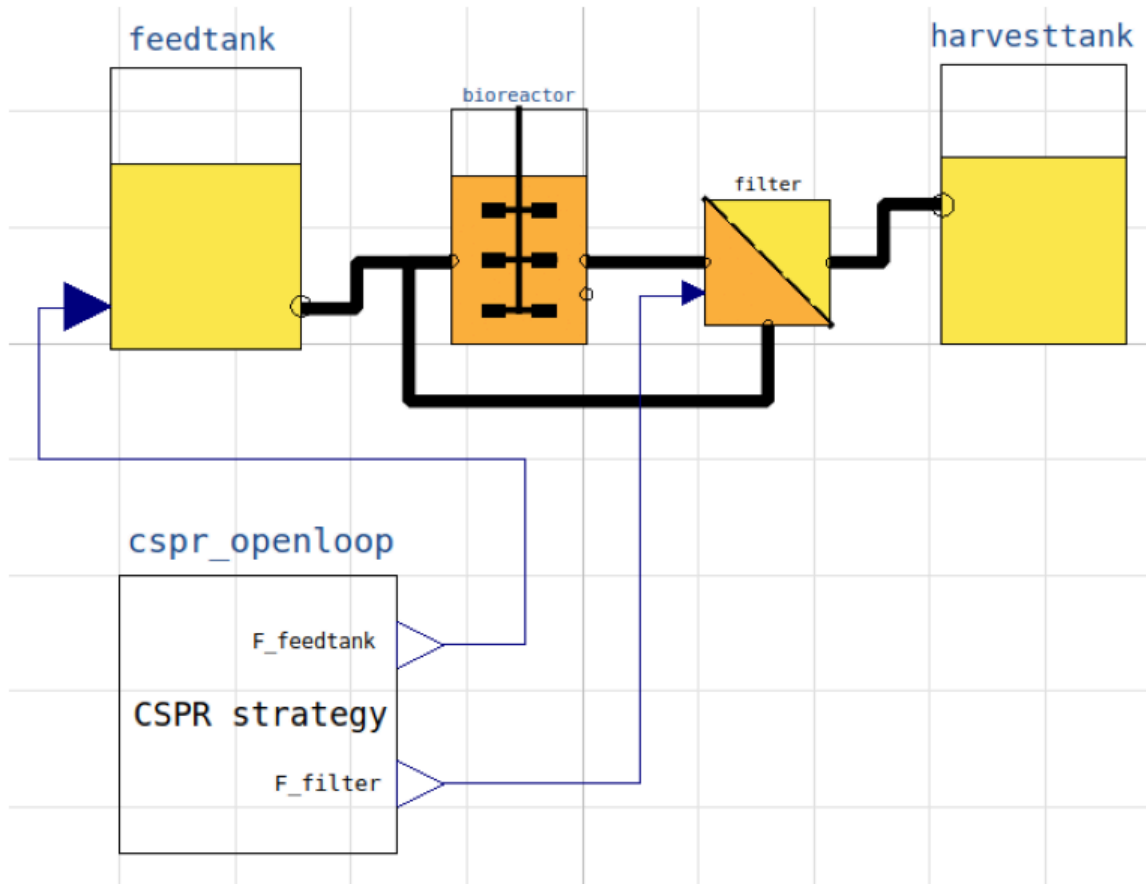 feedtank
harvesttank
bioreactor
filter
cspr_openloop
F_feedtank
CSPR strategy
F_filter